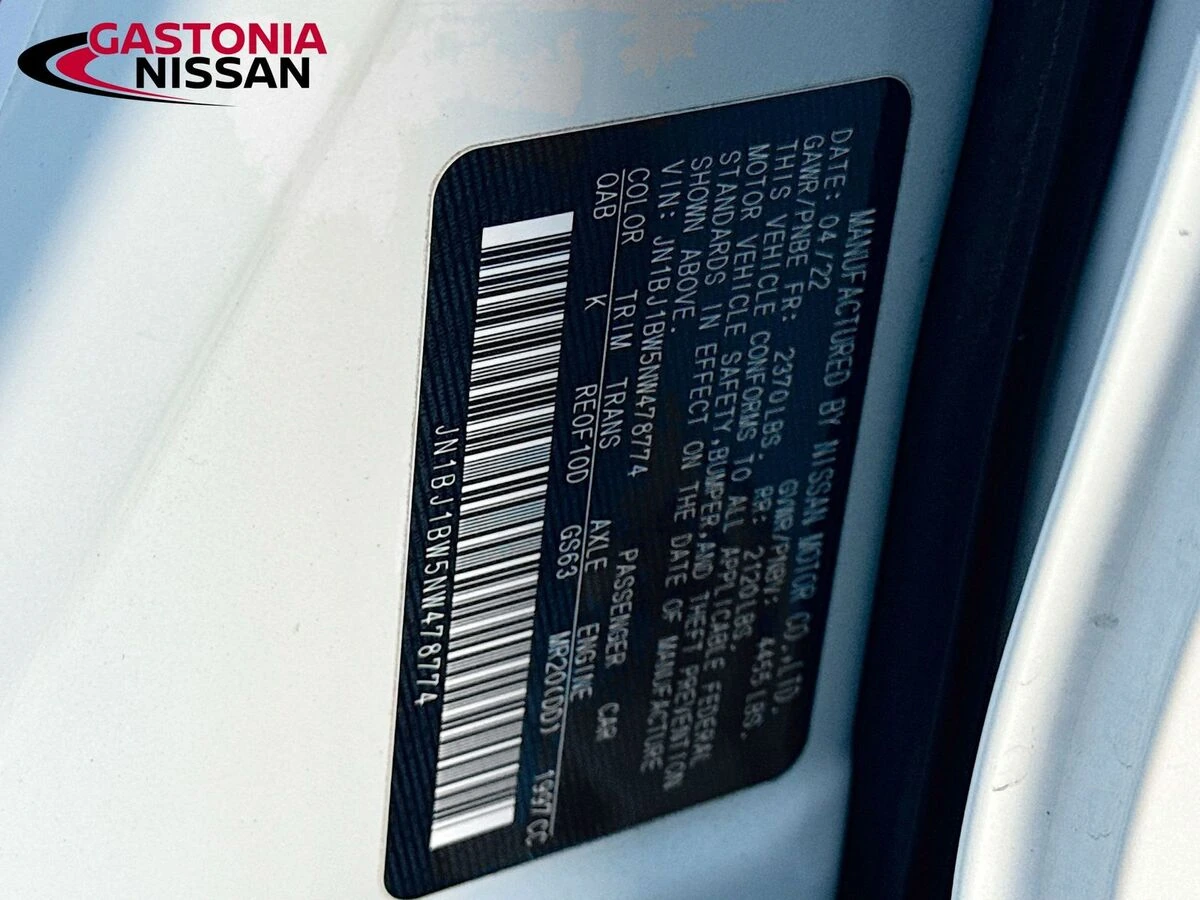 GASTONIA
NISSAN
MANUFACTURED BY NISSAN MOTOR CO.,LTD.
DATE: 04/22 GVWR/PNBV: 4455 LBS.
GAWR/PNBE FR: 2370LBS. RR: 2120LBS.
THIS VEHICLE CONFORMS TO ALL APPLICABLE FEDERAL
MOTOR VEHICLE SAFETY,BUMPER,AND THEFT PREVENTION
STANDARDS IN EFFECT ON THE DATE OF MANUFACTURE
SHOWN ABOVE.
VIN: JN1BJ1BW5NW478774 PASSENGER CAR
COLOR TRIM TRANS AXLE ENGINE
QAB K RE0F10D GS63 MR20(DD) 1997CC
JN1BJ1BW5NW478774